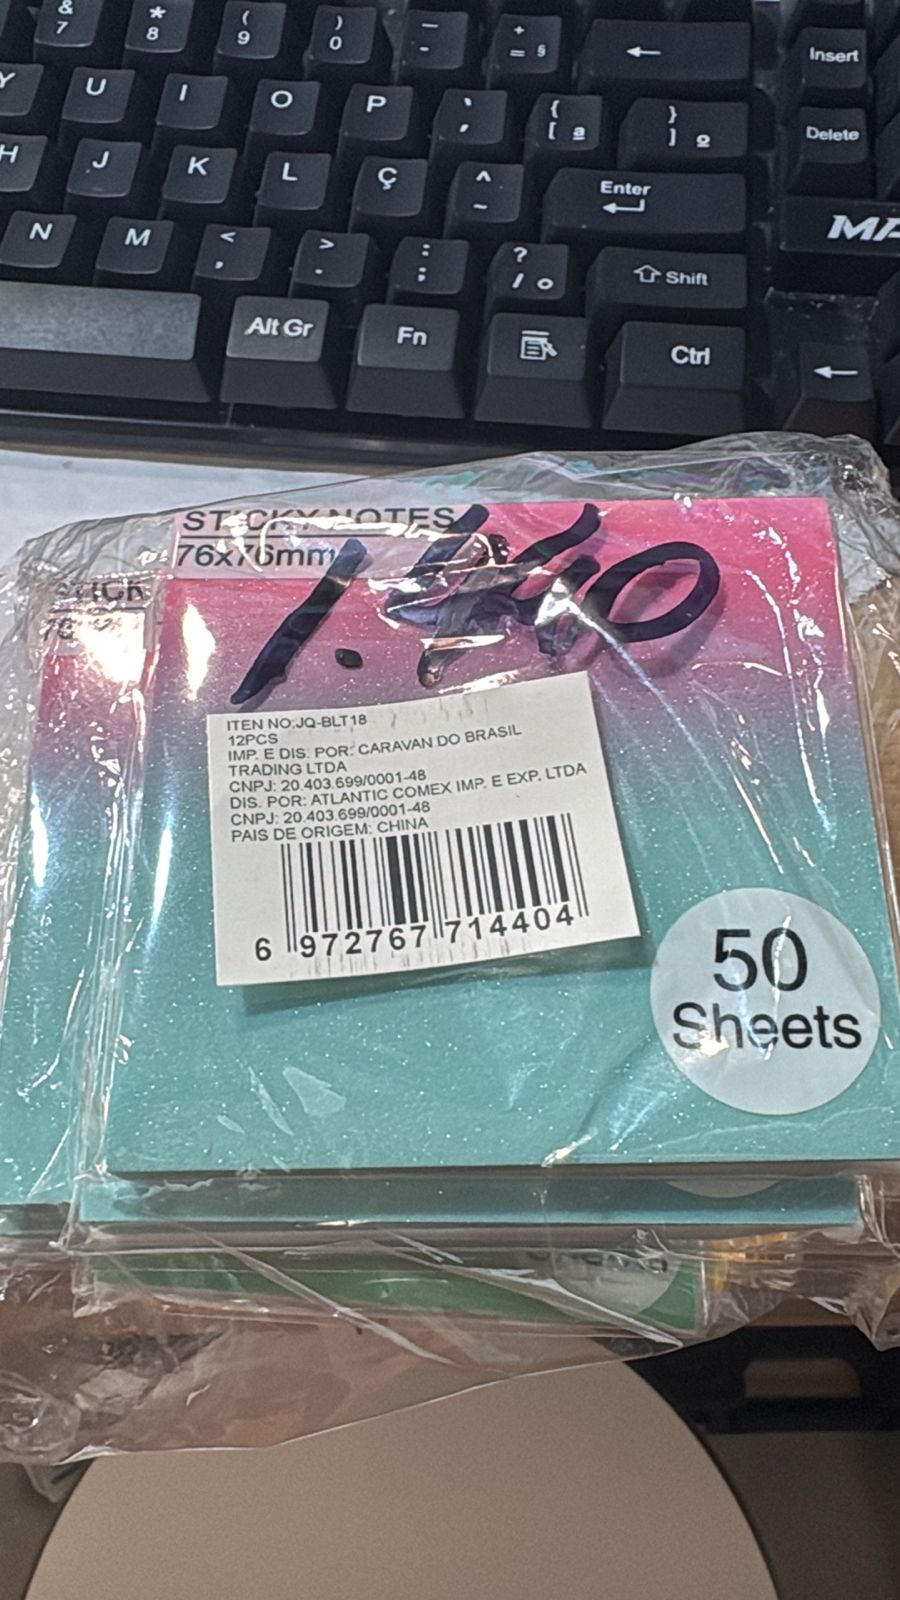 & 7
* 8
( 9
) 0
— -
+ = §
←
Insert
Y U I O P
` ´
{ [ ª
} ] º
Delete
H J K L Ç
^ ~
Enter
N M
< ,
> .
: ;
? / °
Shift
Alt Gr
Fn
Ctrl
←
STICKY NOTES
76x76mm
STICK
ITEN NO:JQ-BLT18
12PCS
IMP. E DIS. POR: CARAVAN DO BRASIL
TRADING LTDA
CNPJ: 20.403.699/0001-48
DIS. POR: ATLANTIC COMEX IMP. E EXP. LTDA
CNPJ: 20.403.699/0001-48
PAIS DE ORIGEM: CHINA
6 972767 714404
50
Sheets